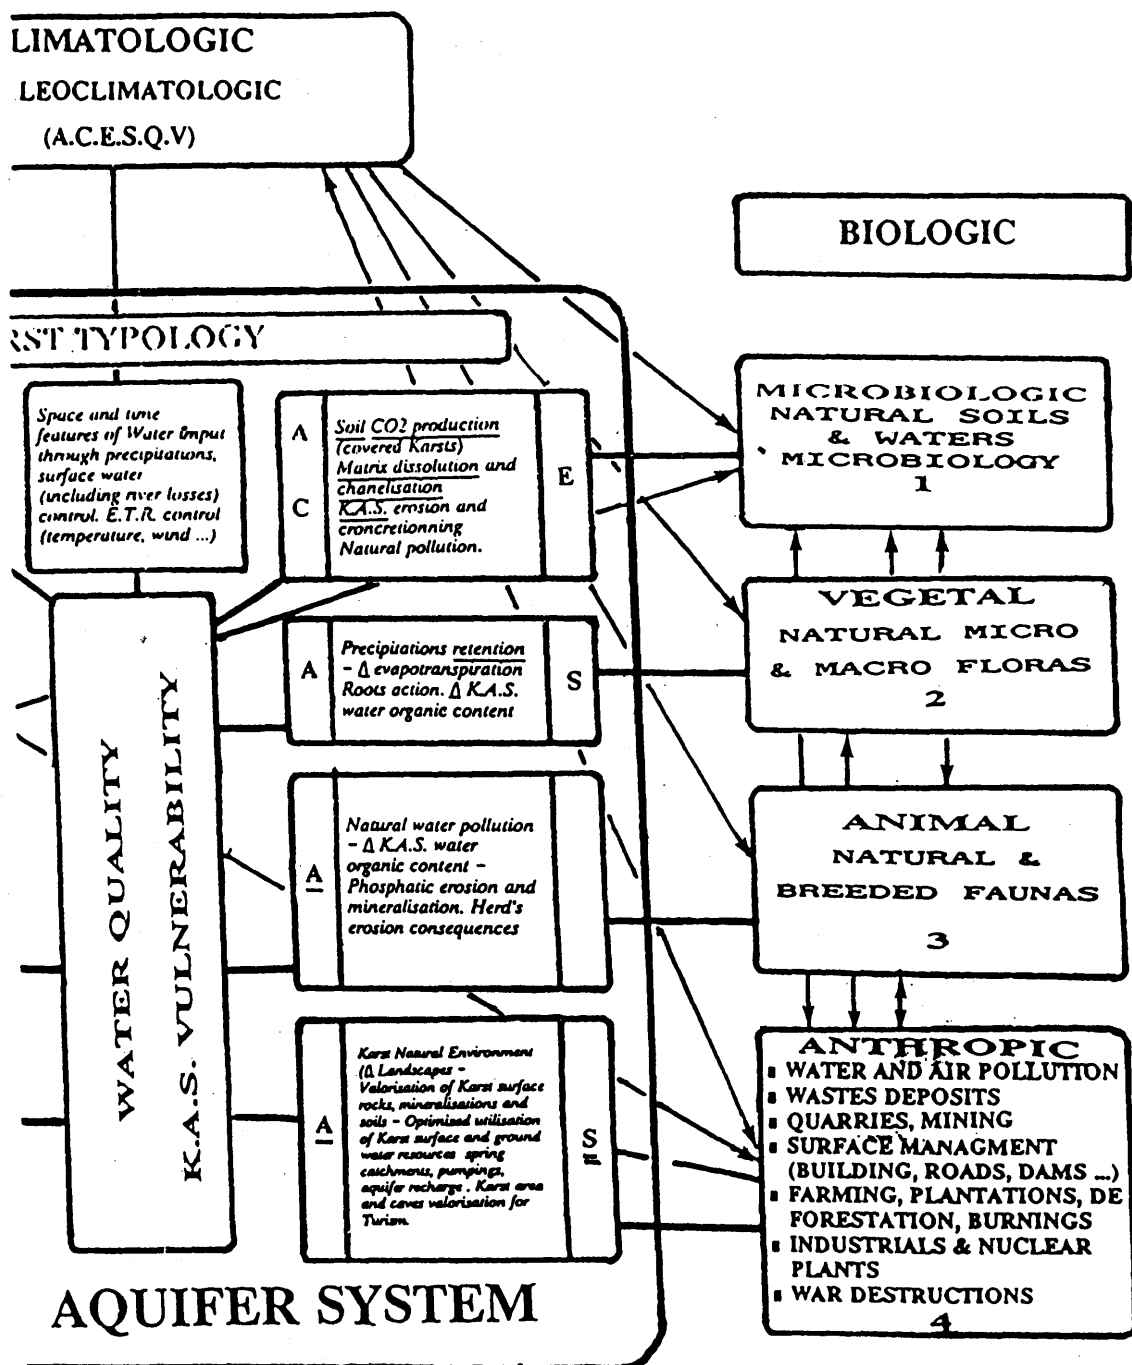 LIMATOLOGIC
LEOCLIMATOLOGIC
(A.C.E.S.Q.V)
BIOLOGIC
RST TYPOLOGY
Space and time
features of Water input
through precipitations,
surface water
(including river losses)
control. E.T.R. control
(temperature, wind ...)
A
C
Soil CO2 production
(covered Karsts)
Matrix dissolution and
chanelisation
K.A.S. erosion and
croncretionning
Natural pollution.
E
MICROBIOLOGIC
NATURAL SOILS
& WATERS
MICROBIOLOGY
1
A
Precipitations retention
- Δ evapotranspiration
Roots action. Δ K.A.S.
water organic content
S
VEGETAL
NATURAL MICRO
& MACRO FLORAS
2
WATER QUALITY
K.A.S. VULNERABILITY
A
Natural water pollution
- Δ K.A.S. water
organic content -
Phosphatic erosion and
mineralisation. Herd's
erosion consequences
ANIMAL
NATURAL &
BREEDED FAUNAS
3
A
Karst Natural Environment
(Δ Landscapes -
Valorisation of Karst surface
rocks, mineralisations and
soils - Optimized utilisation
of Karst surface and ground
water resources spring
catchments, pumpings,
aquifer recharge . Karst area
and caves valorisation for
Turism.
S
ANTHROPIC
▪ WATER AND AIR POLLUTION
▪ WASTES DEPOSITS
▪ QUARRIES, MINING
▪ SURFACE MANAGMENT
(BUILDING, ROADS, DAMS ...)
▪ FARMING, PLANTATIONS, DE
FORESTATION, BURNINGS
▪ INDUSTRIALS & NUCLEAR
PLANTS
▪ WAR DESTRUCTIONS
4
AQUIFER SYSTEM